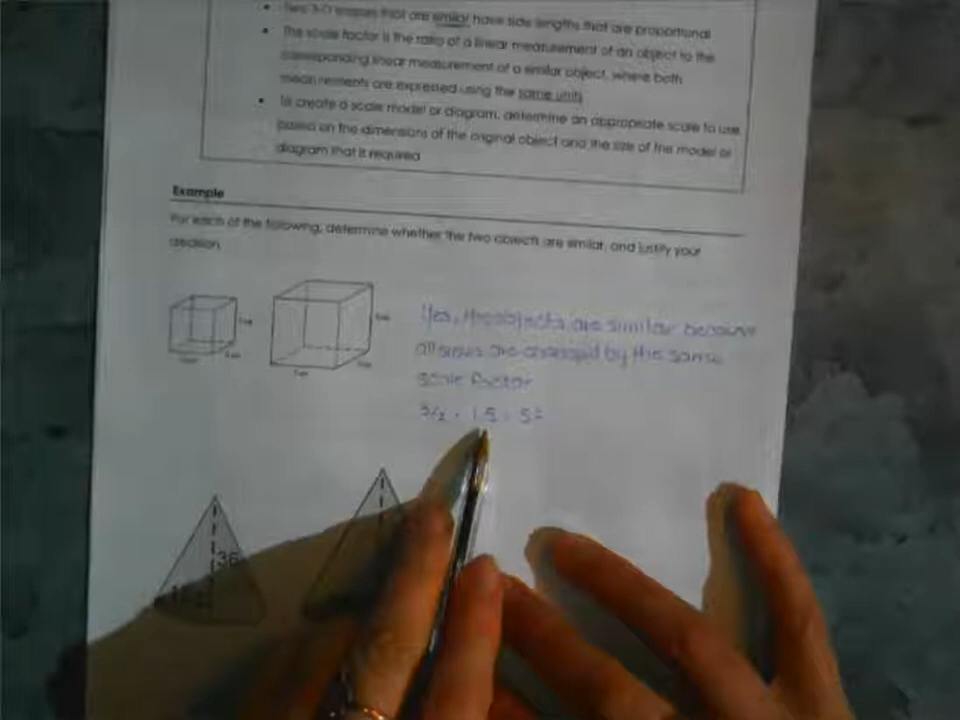 Two 3-D shapes that are similar have side lengths that are proportional
The scale factor is the ratio of a linear measurement of an object to the
corresponding linear measurement of a similar object, where both
measurements are expressed using the same units
To create a scale model or diagram, determine an appropriate scale to use
based on the dimensions of the original object and the size of the model or
diagram that is required
Example
For each of the following, determine whether the two objects are similar, and justify your
decision
Yes, the objects are similar because
all sides are changed by the same
scale factor
3/2 = 1.5
36